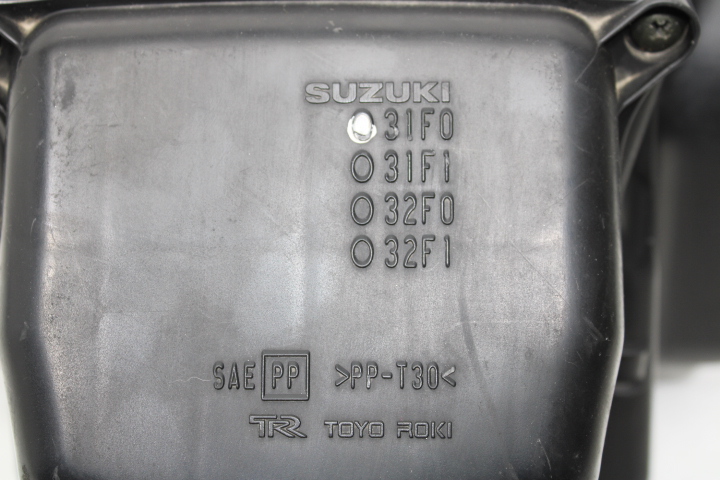 SUZUKI
31F0
31F1
32F0
32F1
SAE PP >PP-T30<
TR TOYO ROKI